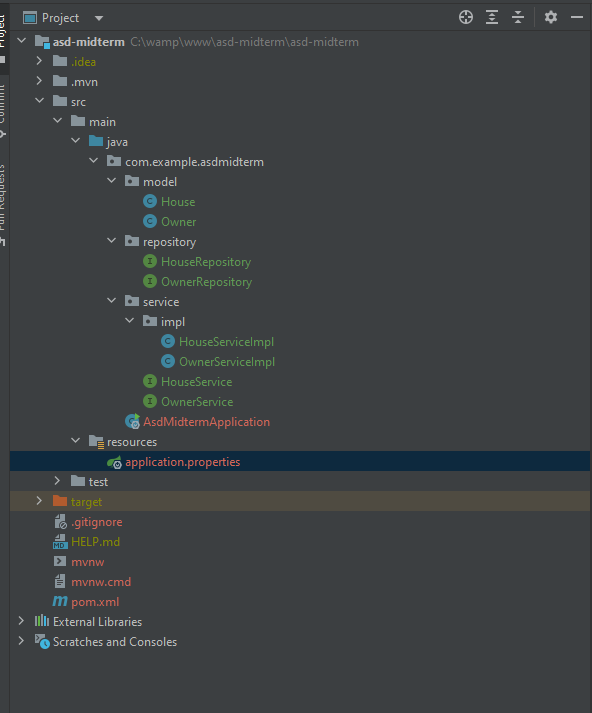 Project
Project
asd-midterm C:\wamp\www\asd-midterm\asd-midterm
.idea
.mvn
src
main
java
com.example.asdmidterm
model
House
Owner
repository
HouseRepository
OwnerRepository
service
impl
HouseServiceImpl
OwnerServiceImpl
HouseService
OwnerService
AsdMidtermApplication
resources
application.properties
test
target
.gitignore
HELP.md
mvnw
mvnw.cmd
pom.xml
External Libraries
Scratches and Consoles
Commit
Pull Requests